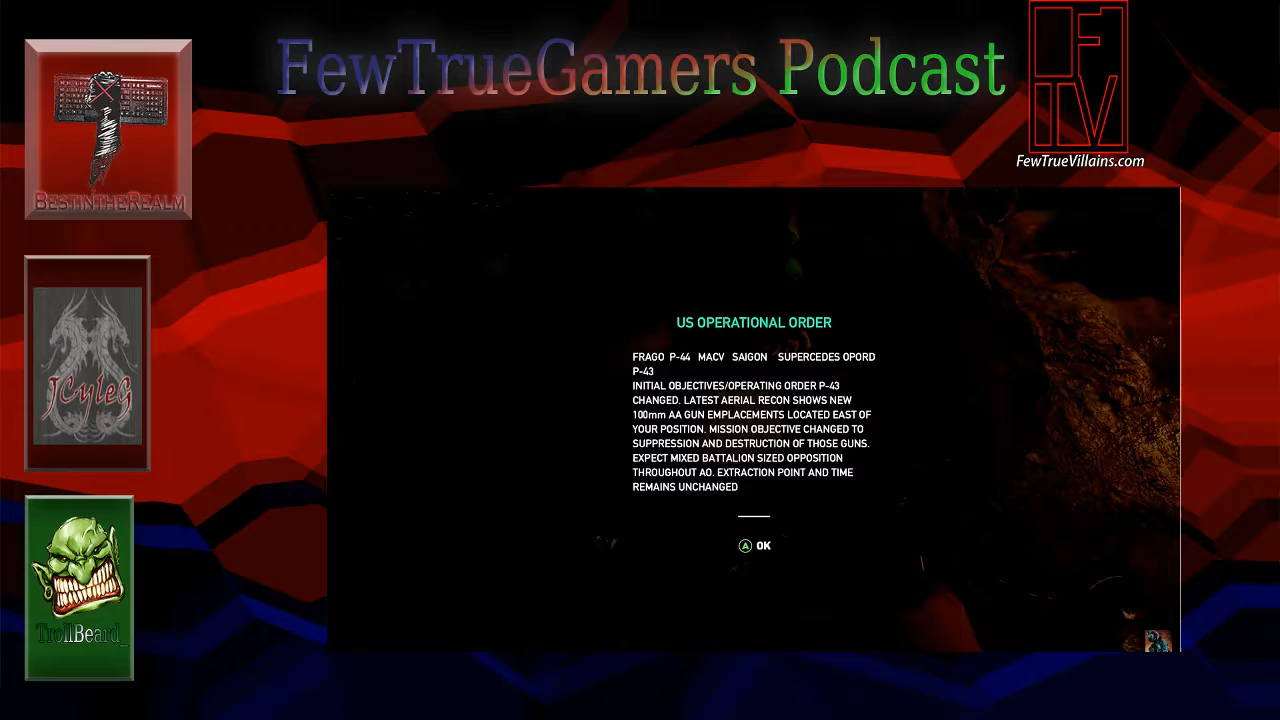 FewTrueGamers Podcast
FewTrueVillains.com
BestintheRealm
JCyleG
TrollBeard_
US OPERATIONAL ORDER
FRAGO P-44 MACV SAIGON SUPERCEDES OPORD
P-43
INITIAL OBJECTIVES/OPERATING ORDER P-43
CHANGED. LATEST AERIAL RECON SHOWS NEW
100mm AA GUN EMPLACEMENTS LOCATED EAST OF
YOUR POSITION. MISSION OBJECTIVE CHANGED TO
SUPPRESSION AND DESTRUCTION OF THOSE GUNS.
EXPECT MIXED BATTALION SIZED OPPOSITION
THROUGHOUT AO. EXTRACTION POINT AND TIME
REMAINS UNCHANGED
A OK